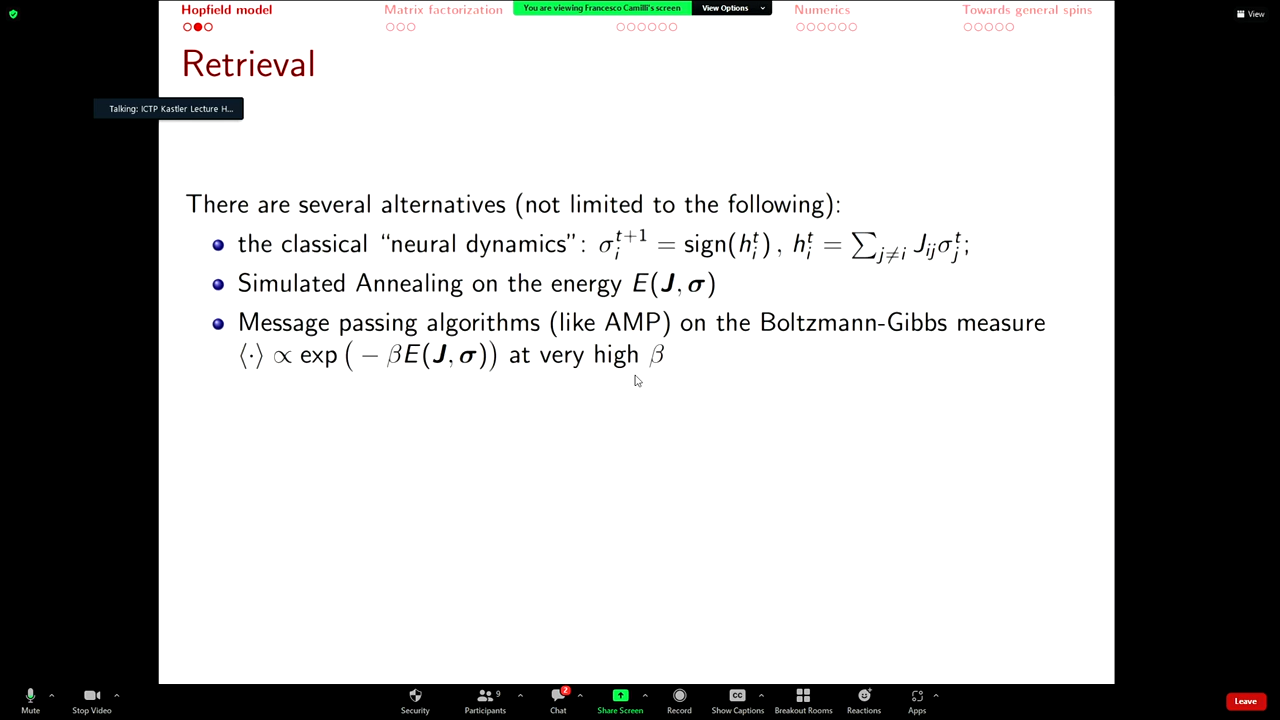 Hopfield model Matrix factorization You are viewing Francesco Camilli's screen View Options Numerics Towards general spins View
Retrieval
Talking: ICTP Kastler Lecture H...
There are several alternatives (not limited to the following):
the classical “neural dynamics”: σ_i^{t+1} = sign(h_i^t) , h_i^t = ∑_{j≠i} J_{ij}σ_j^t;
Simulated Annealing on the energy E(J, σ)
Message passing algorithms (like AMP) on the Boltzmann-Gibbs measure
⟨·⟩ ∝ exp ( − βE(J, σ)) at very high β
2
9
Mute Stop Video Security Participants Chat Share Screen Record Show Captions Breakout Rooms Reactions Apps Leave